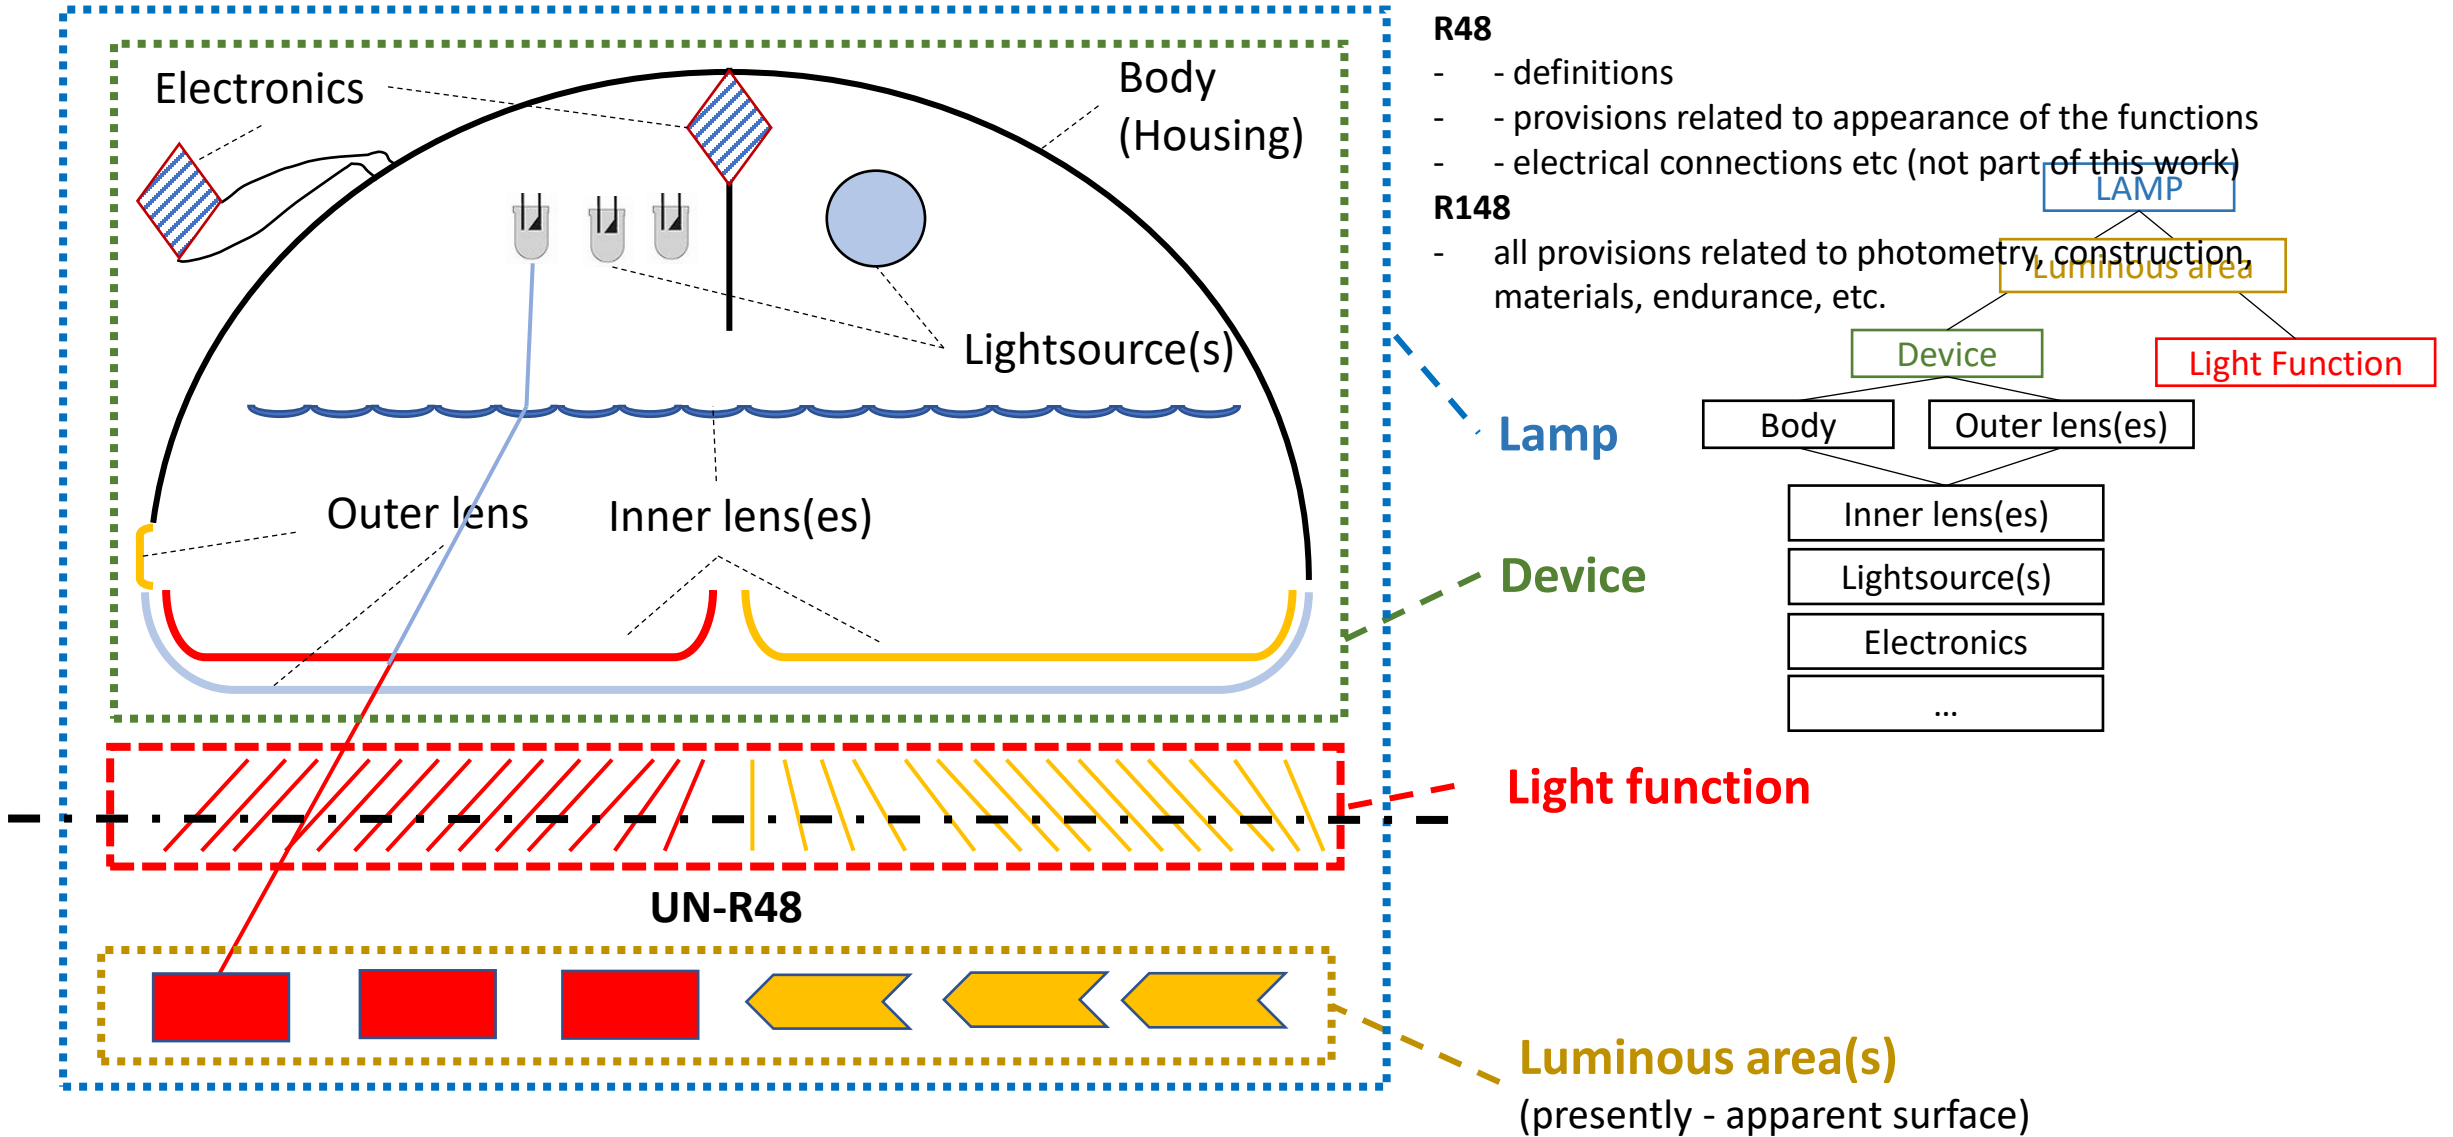 Electronics
Body
(Housing)
Lightsource(s)
Outer lens
Inner lens(es)
UN-R48
R48
- - definitions
- - provisions related to appearance of the functions
- - electrical connections etc (not part of this work)
R148
- all provisions related to photometry, construction,
materials, endurance, etc.
LAMP
Luminous area
Device
Light Function
Body
Outer lens(es)
Inner lens(es)
Lightsource(s)
Electronics
...
Lamp
Device
Light function
Luminous area(s)
(presently - apparent surface)